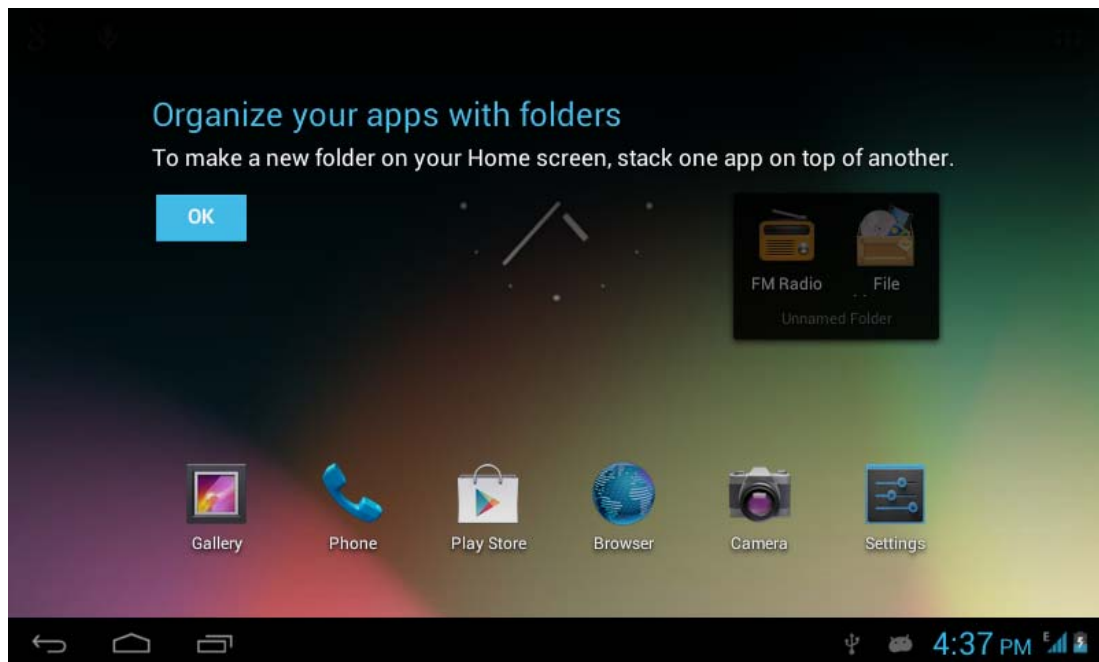 Organize your apps with folders
To make a new folder on your Home screen, stack one app on top of another.
OK
FM Radio
File
Unnamed Folder
Gallery
Phone
Play Store
Browser
Camera
Settings
4:37 PM
E